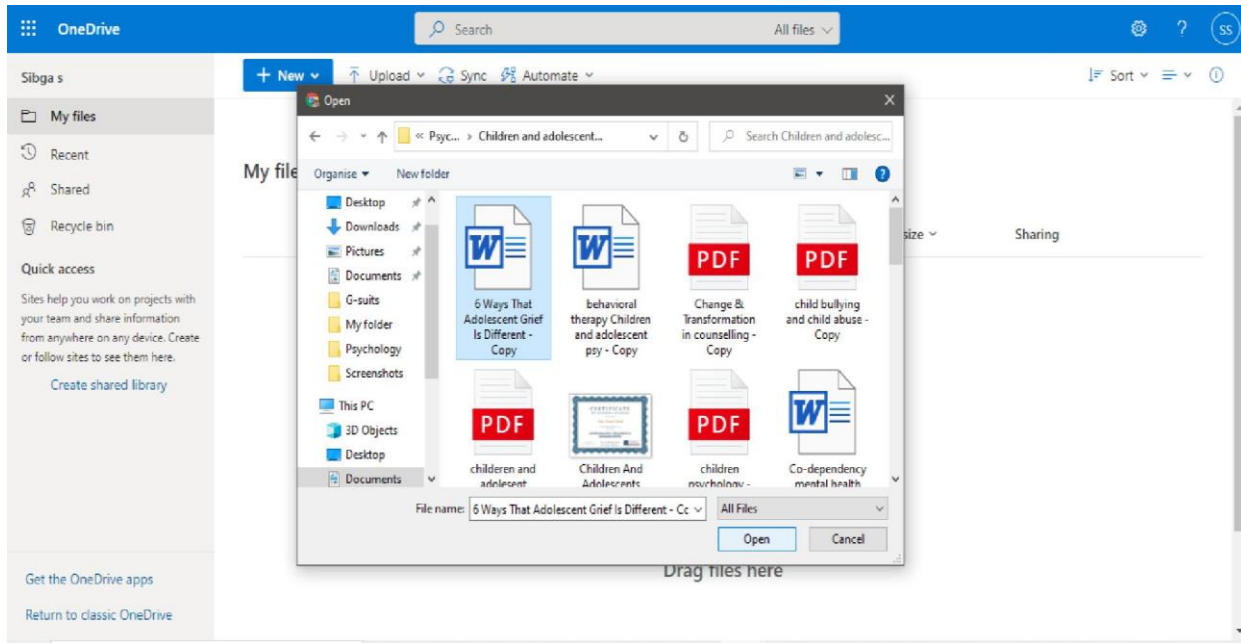 OneDrive
Search
All files
SS
Sibga s
New
Upload
Sync
Automate
Sort
My files
Recent
Shared
Recycle bin
Quick access
Sites help you work on projects with
your team and share information
from anywhere on any device. Create
or follow sites to see them here.
Create shared library
Get the OneDrive apps
Return to classic OneDrive
My file
size
Sharing
Drag files here
Open
« Psyc... › Children and adolescent...
Search Children and adolesc...
Organise
New folder
Desktop
Downloads
Pictures
Documents
G-suits
My folder
Psychology
Screenshots
This PC
3D Objects
Desktop
Documents
W
6 Ways That
Adolescent Grief
Is Different -
Copy
W
behavioral
therapy Children
and adolescent
psy - Copy
PDF
Change &
Transformation
in counselling -
Copy
PDF
child bullying
and child abuse -
Copy
PDF
childeren and
adolesent
CERTIFICATE
Children And
Adolescents
PDF
children
psychology -
W
Co-dependency
mental health
File name:
6 Ways That Adolescent Grief Is Different - Cc
All Files
Open
Cancel